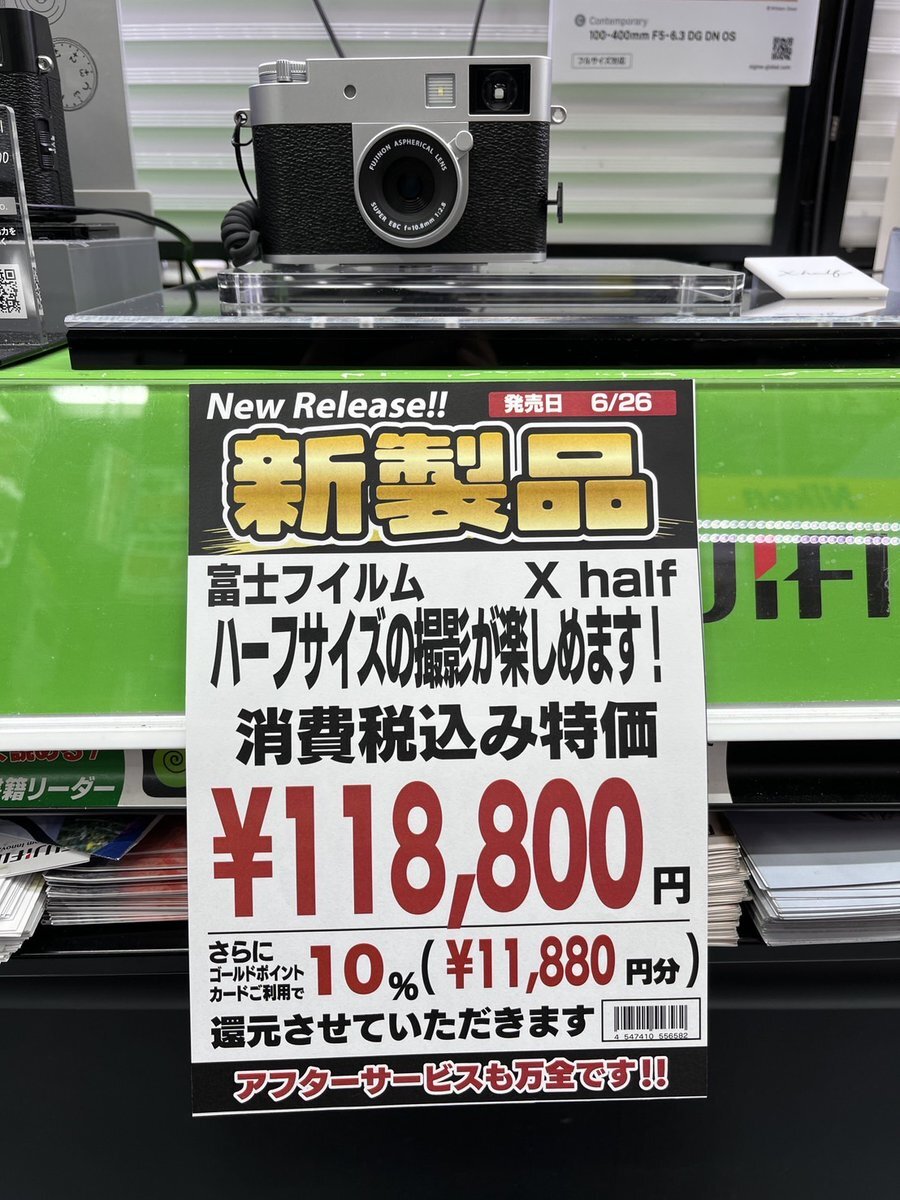 Contemporary
100-400mm F5-6.3 DG DN OS
フルサイズ対応
FUJINON ASPHERICAL LENS
SUPER EBC f=10.8mm 1:2.8
X half
New Release!!
発売日 6/26
新製品
Nikon
富士フイルム X half
ハーフサイズの撮影が楽しめます!
消費税込み特価
¥118,800円
さらに
ゴールドポイント
カードご利用で
10%(¥11,880円分)
還元させていただきます
4 547410 556582
アフターサービスも万全です!!
籍リーダー